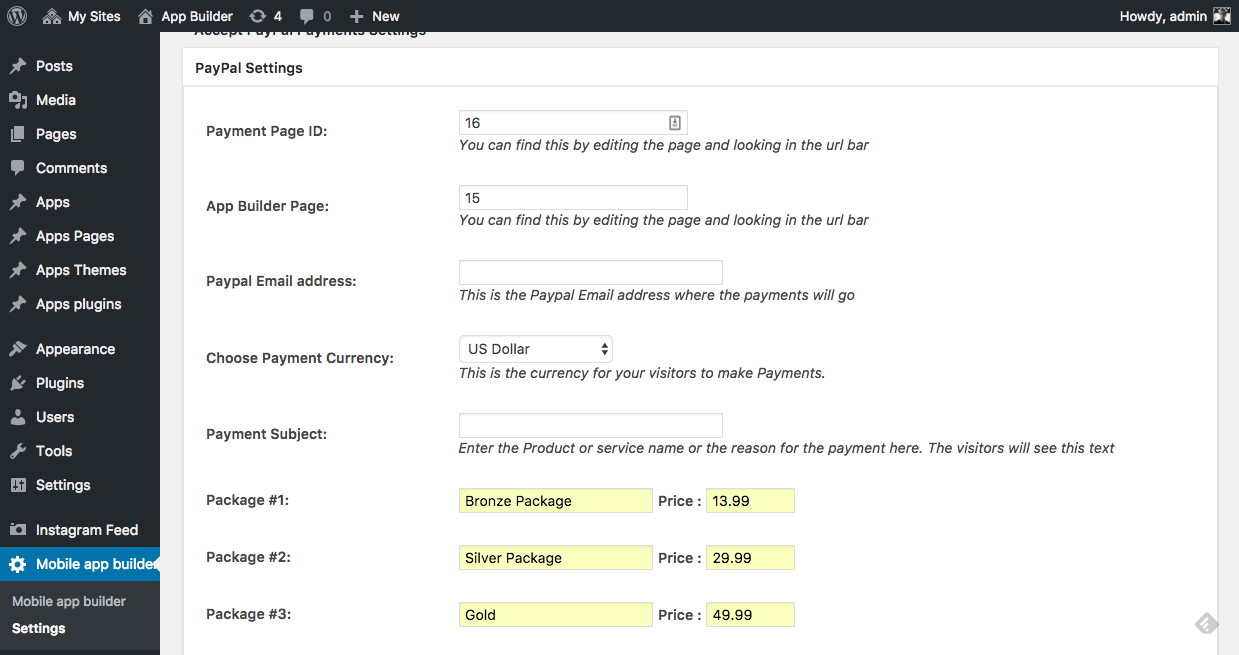 My Sites App Builder 4 0 New Howdy, admin
Accept PayPal Payments Settings
PayPal Settings
Posts
Media
Pages
Comments
Apps
Apps Pages
Apps Themes
Apps plugins
Appearance
Plugins
Users
Tools
Settings
Instagram Feed
Mobile app builder
Mobile app builder
Settings
Payment Page ID: 16
You can find this by editing the page and looking in the url bar
App Builder Page: 15
You can find this by editing the page and looking in the url bar
Paypal Email address:
This is the Paypal Email address where the payments will go
Choose Payment Currency: US Dollar
This is the currency for your visitors to make Payments.
Payment Subject:
Enter the Product or service name or the reason for the payment here. The visitors will see this text
Package #1: Bronze Package Price : 13.99
Package #2: Silver Package Price : 29.99
Package #3: Gold Price : 49.99